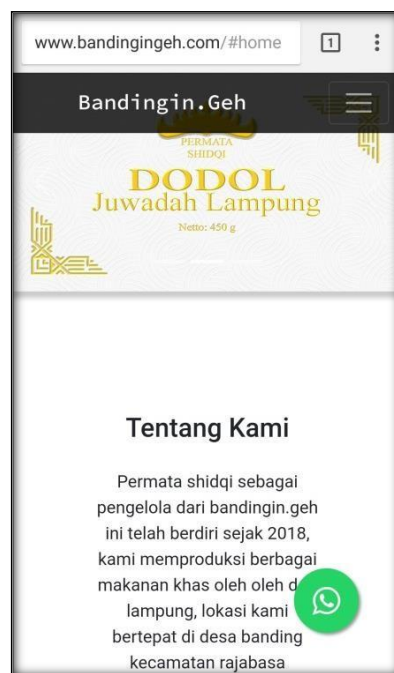 www.bandingingeh.com/#home
1
Bandingin.Geh
PERMATA
SHIDQI
DODOL
Juwadah Lampung
Netto: 450 g
Tentang Kami
Permata shidqi sebagai
pengelola dari bandingin.geh
ini telah berdiri sejak 2018,
kami memproduksi berbagai
makanan khas oleh oleh
lampung, lokasi kami
bertepat di desa banding
kecamatan rajabasa